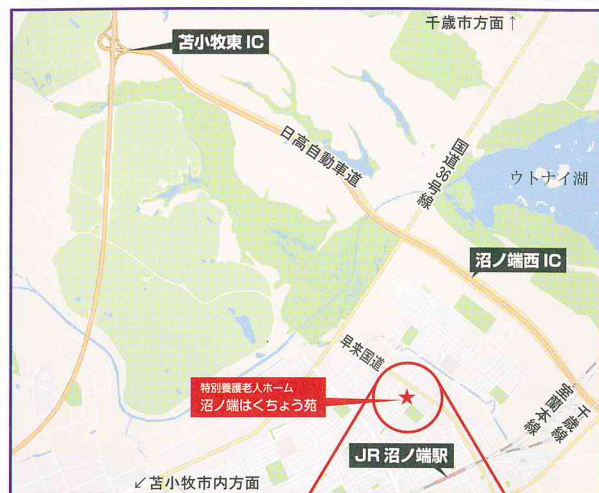 千歳市方面↑
苫小牧東 IC
日高自動車道
国道36号線
ウトナイ湖
沼ノ端西 IC
早来国道
特別養護老人ホーム
沼ノ端はくちょう苑
千歳線
室蘭本線
JR 沼ノ端駅
↙苫小牧市内方面